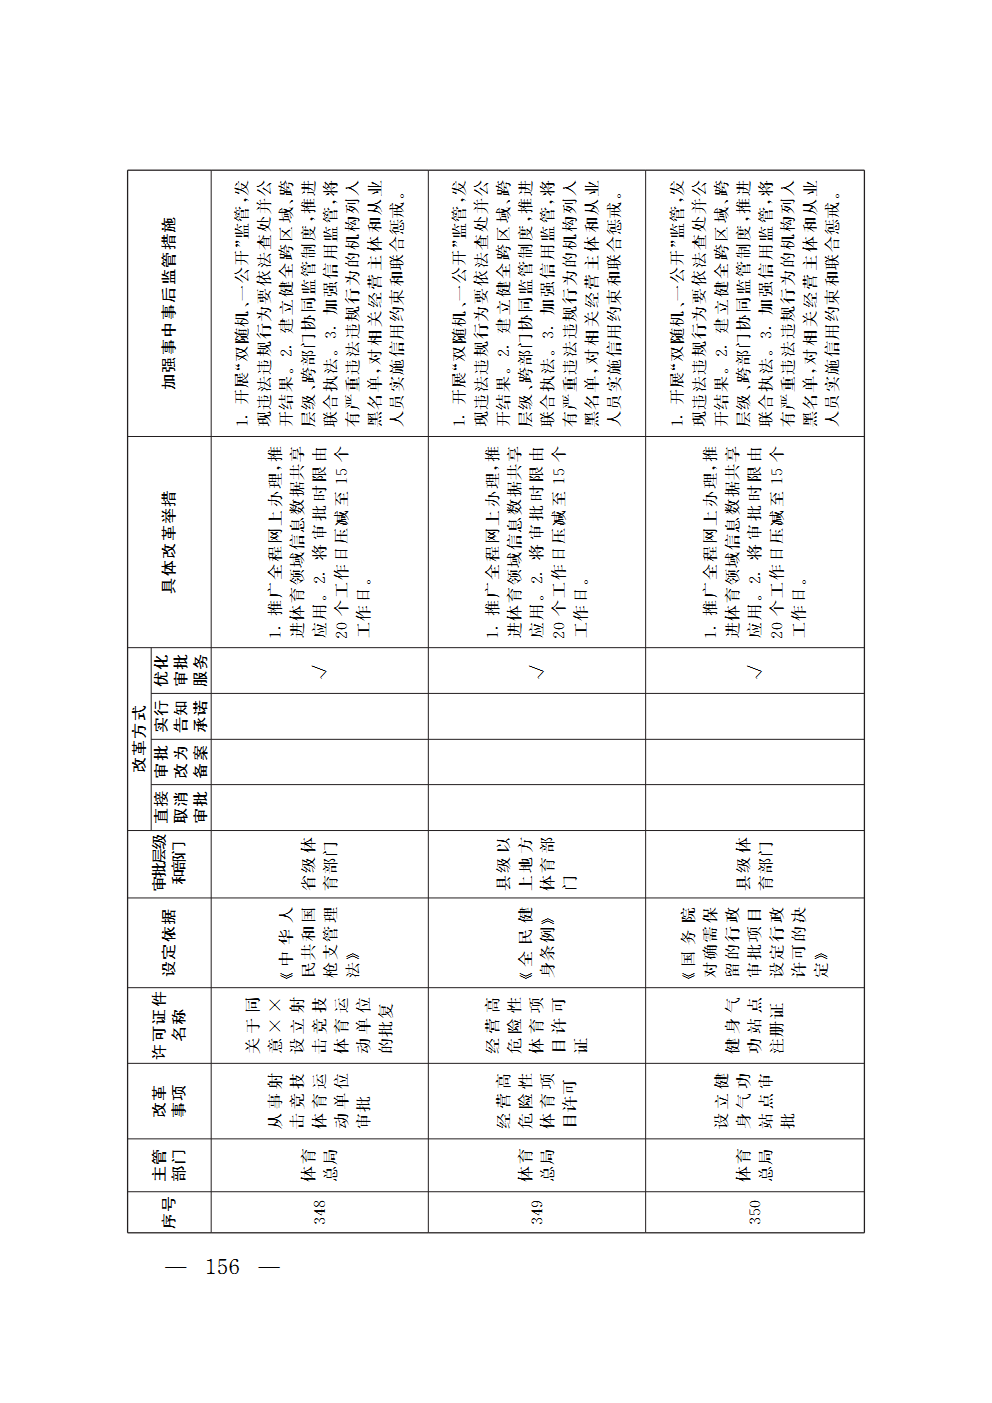 序号
主管
部门
改革
事项
许可证件
名称
设定依据
审批层级
和部门
改革方式
直接
取消
审批
审批
改为
备案
实行
告知
承诺
优化
审批
服务
具体改革举措
加强事中事后监管措施
348
体育
总局
从事射
击竞技
体育运
动单位
审批
关于同
意××
设立射
击竞技
体育运
动单位
的批复
《中华人
民共和国
枪支管理
法》
省级体
育部门
√
1. 推广全程网上办理,推
进体育领域信息数据共享
应用。2. 将审批时限由
20 个工作日压减至 15 个
工作日。
1. 开展“双随机、一公开”监管,发
现违法违规行为要依法查处并公
开结果。2. 建立健全跨区域、跨
层级、跨部门协同监管制度,推进
联合执法。3. 加强信用监管,将
有严重违法违规行为的机构列入
黑名单,对相关经营主体和从业
人员实施信用约束和联合惩戒。
349
体育
总局
经营高
危险性
体育项
目许可
经营高
危险性
体育项
目许可
证
《全民健
身条例》
县级以
上地方
体育部
门
√
1. 推广全程网上办理,推
进体育领域信息数据共享
应用。2. 将审批时限由
20 个工作日压减至 15 个
工作日。
1. 开展“双随机、一公开”监管,发
现违法违规行为要依法查处并公
开结果。2. 建立健全跨区域、跨
层级、跨部门协同监管制度,推进
联合执法。3. 加强信用监管,将
有严重违法违规行为的机构列入
黑名单,对相关经营主体和从业
人员实施信用约束和联合惩戒。
350
体育
总局
设立健
身气功
站点审
批
健身气
功站点
注册证
《国务院
对确需保
留的行政
审批项目
设定行政
许可的决
定》
县级体
育部门
√
1. 推广全程网上办理,推
进体育领域信息数据共享
应用。2. 将审批时限由
20 个工作日压减至 15 个
工作日。
1. 开展“双随机、一公开”监管,发
现违法违规行为要依法查处并公
开结果。2. 建立健全跨区域、跨
层级、跨部门协同监管制度,推进
联合执法。3. 加强信用监管,将
有严重违法违规行为的机构列入
黑名单,对相关经营主体和从业
人员实施信用约束和联合惩戒。
— 156 —